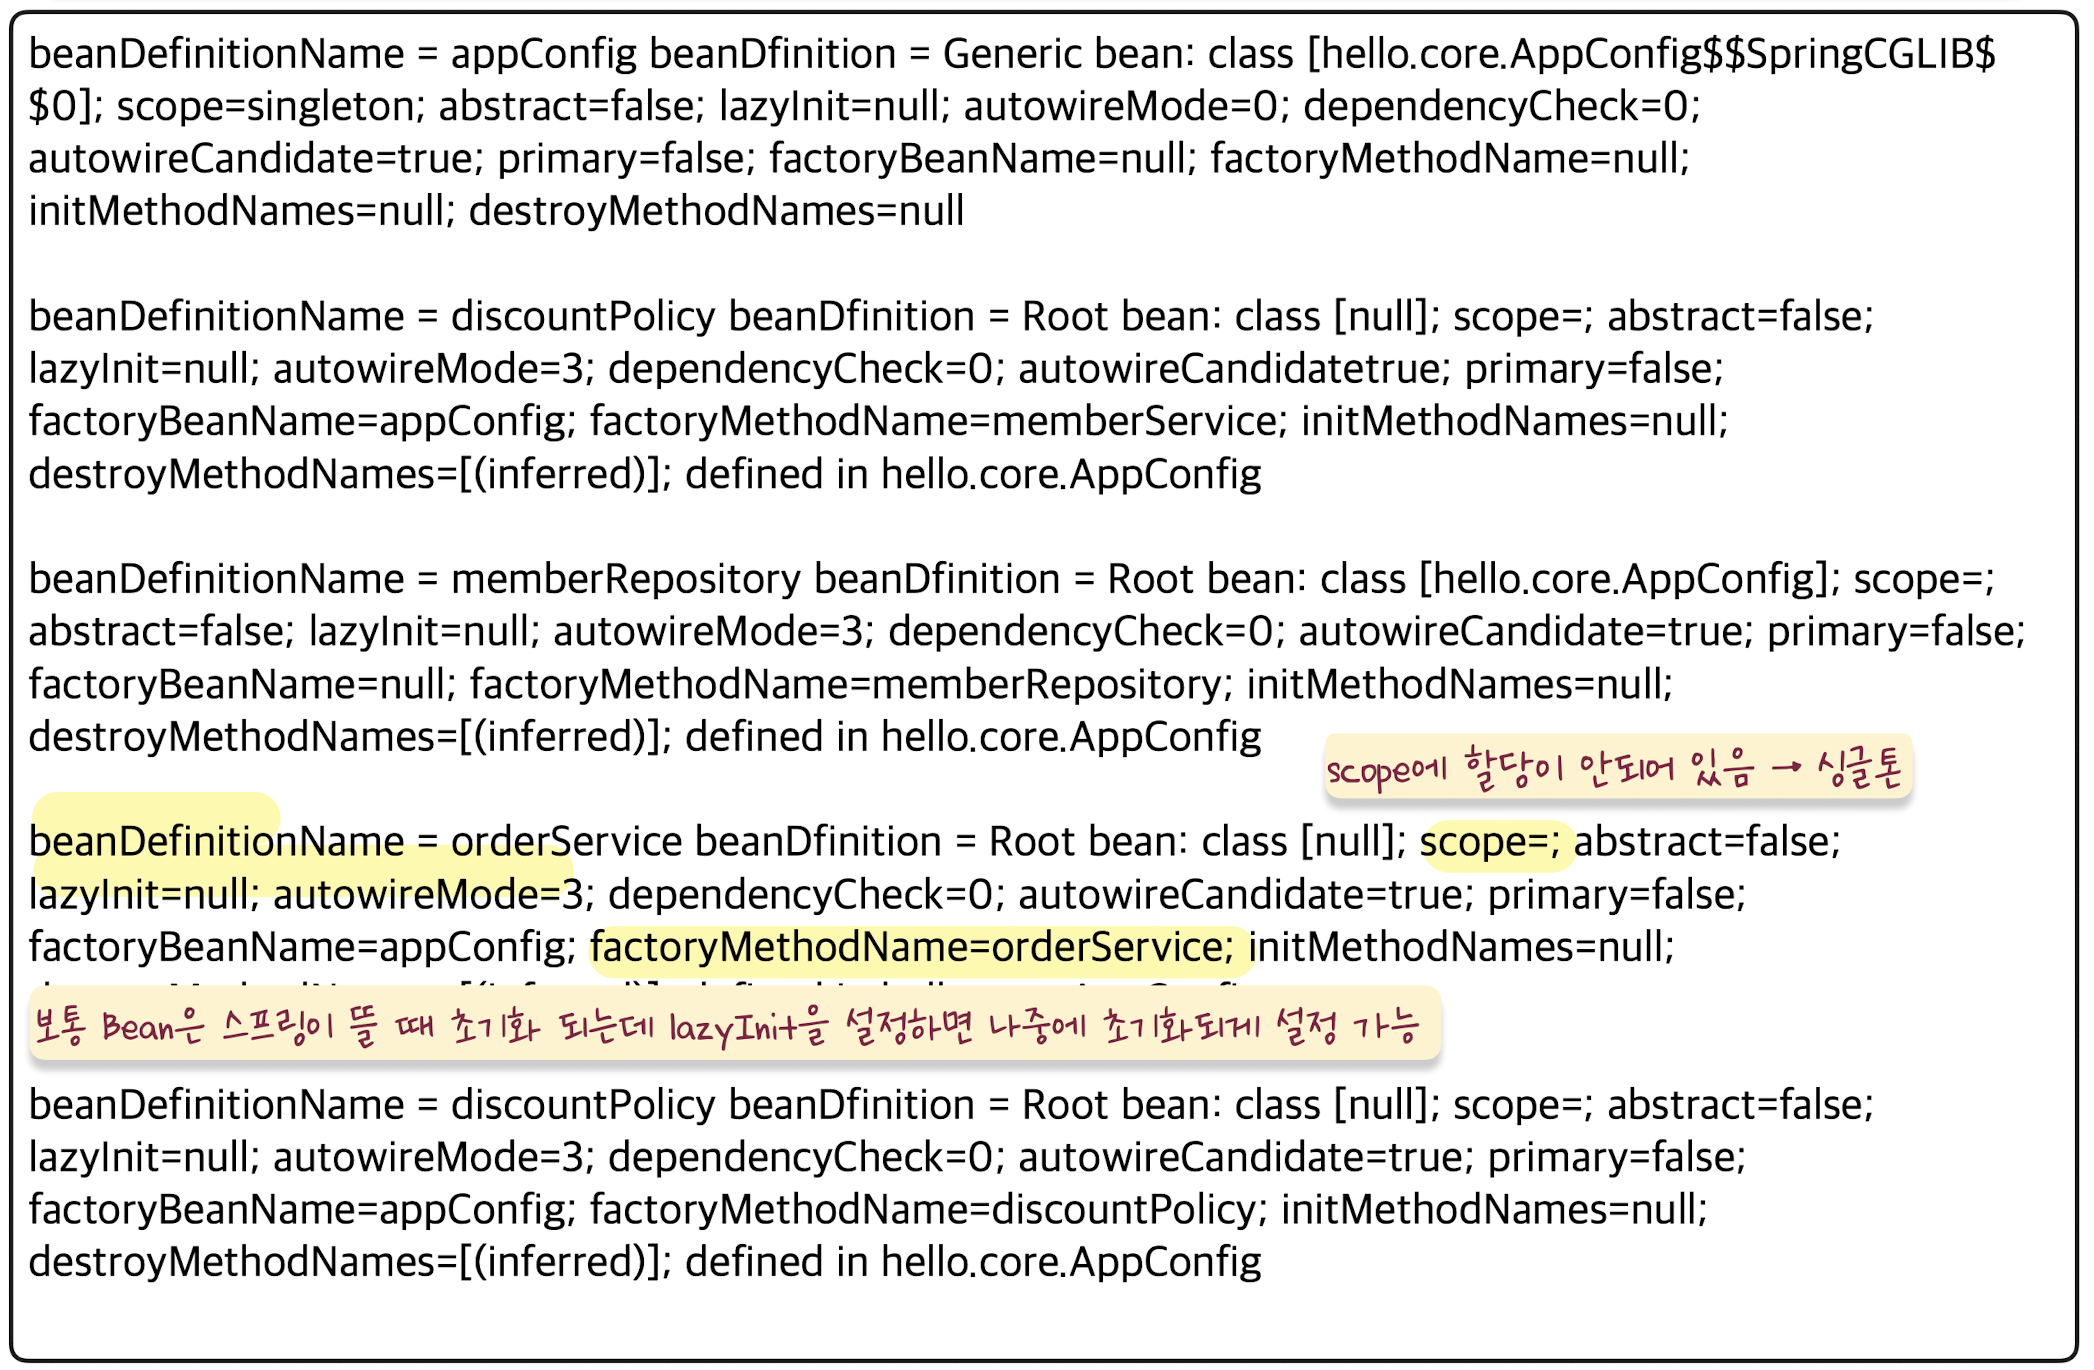 beanDefinitionName = appConfig beanDfinition = Generic bean: class [hello.core.AppConfig$$SpringCGLIB$
$0]; scope=singleton; abstract=false; lazyInit=null; autowireMode=0; dependencyCheck=0;
autowireCandidate=true; primary=false; factoryBeanName=null; factoryMethodName=null;
initMethodNames=null; destroyMethodNames=null
beanDefinitionName = discountPolicy beanDfinition = Root bean: class [null]; scope=; abstract=false;
lazyInit=null; autowireMode=3; dependencyCheck=0; autowireCandidatetrue; primary=false;
factoryBeanName=appConfig; factoryMethodName=memberService; initMethodNames=null;
destroyMethodNames=[(inferred)]; defined in hello.core.AppConfig
beanDefinitionName = memberRepository beanDfinition = Root bean: class [hello.core.AppConfig]; scope=;
abstract=false; lazyInit=null; autowireMode=3; dependencyCheck=0; autowireCandidate=true; primary=false;
factoryBeanName=null; factoryMethodName=memberRepository; initMethodNames=null;
destroyMethodNames=[(inferred)]; defined in hello.core.AppConfig
scope에 할당이 안되어 있음 → 싱글톤
beanDefinitionName = orderService beanDfinition = Root bean: class [null]; scope=; abstract=false;
lazyInit=null; autowireMode=3; dependencyCheck=0; autowireCandidate=true; primary=false;
factoryBeanName=appConfig; factoryMethodName=orderService; initMethodNames=null;
보통 Bean은 스프링이 뜰 때 초기화 되는데 lazyInit을 설정하면 나중에 초기화되게 설정 가능
beanDefinitionName = discountPolicy beanDfinition = Root bean: class [null]; scope=; abstract=false;
lazyInit=null; autowireMode=3; dependencyCheck=0; autowireCandidate=true; primary=false;
factoryBeanName=appConfig; factoryMethodName=discountPolicy; initMethodNames=null;
destroyMethodNames=[(inferred)]; defined in hello.core.AppConfig